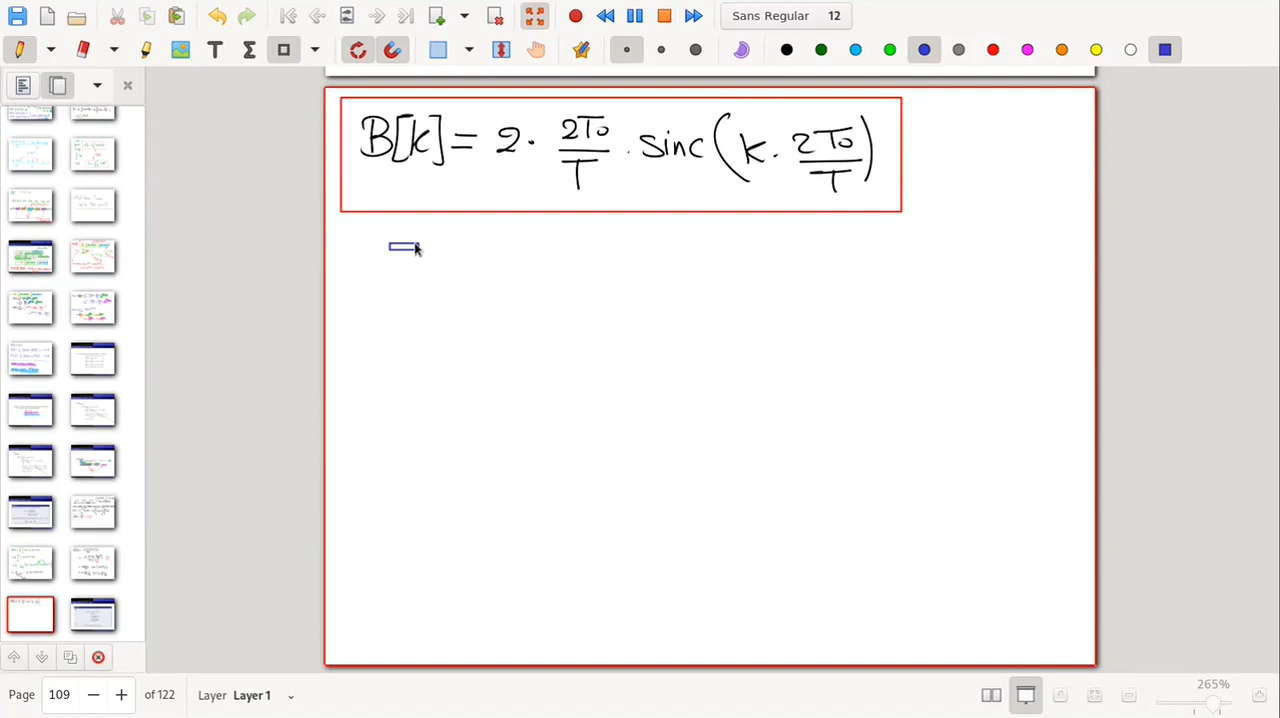 Sans Regular 12
B[k] = 2 · 2T₀/T · sinc(k · 2T₀/T)
Page 109 of 122 Layer Layer 1 265%